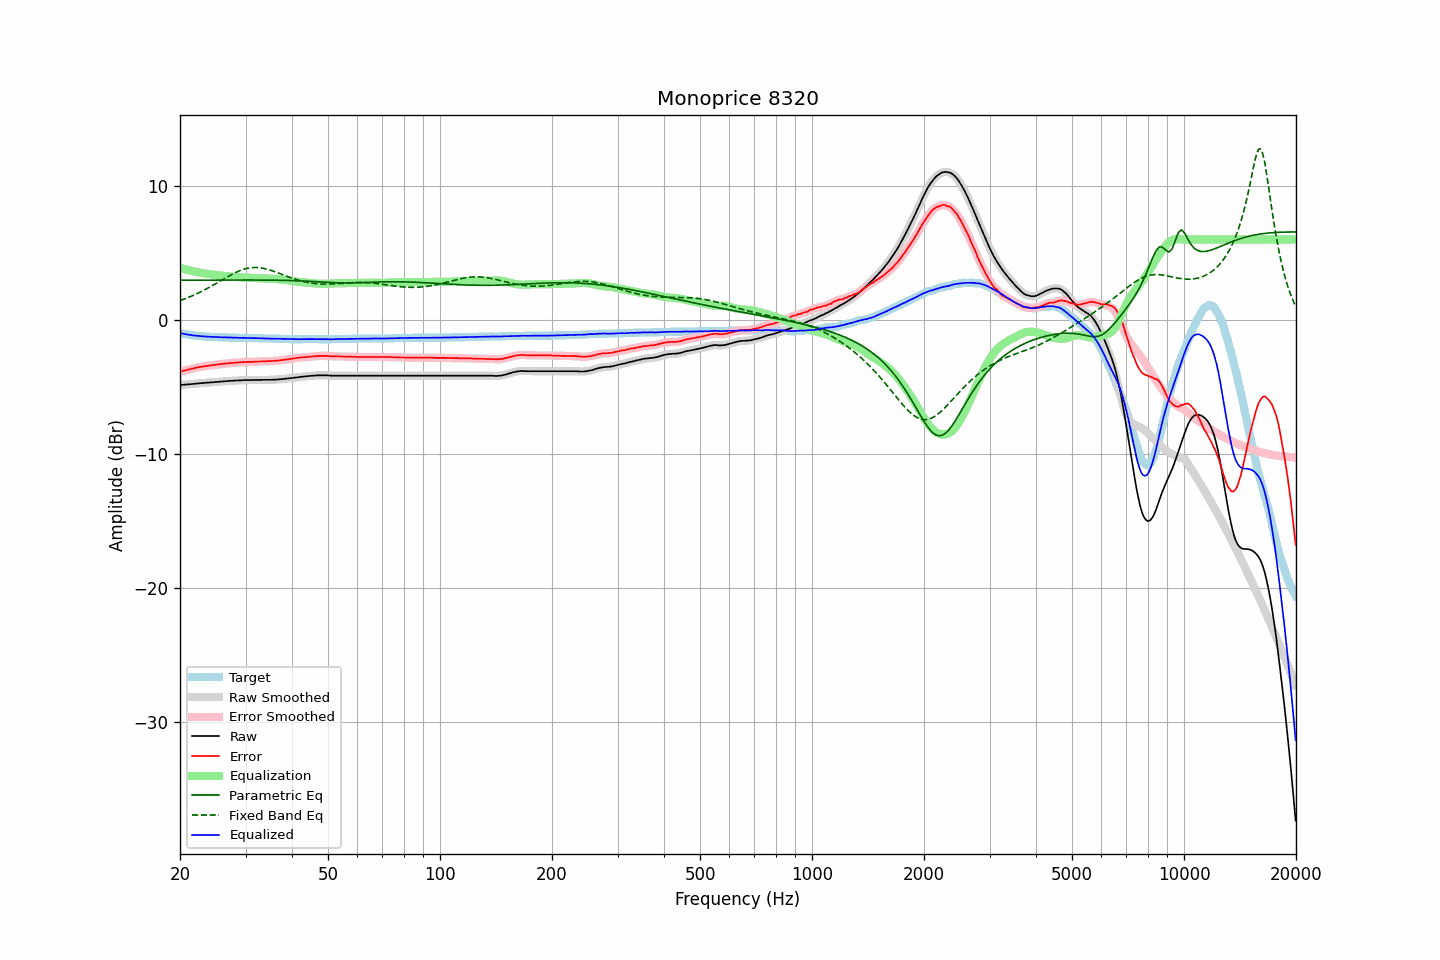 Monoprice 8320
Amplitude (dBr)
10
0
−10
−20
−30
Target
Raw Smoothed
Error Smoothed
Raw
Error
Equalization
Parametric Eq
Fixed Band Eq
Equalized
20 50 100 200 500 1000 2000 5000 10000 20000
Frequency (Hz)